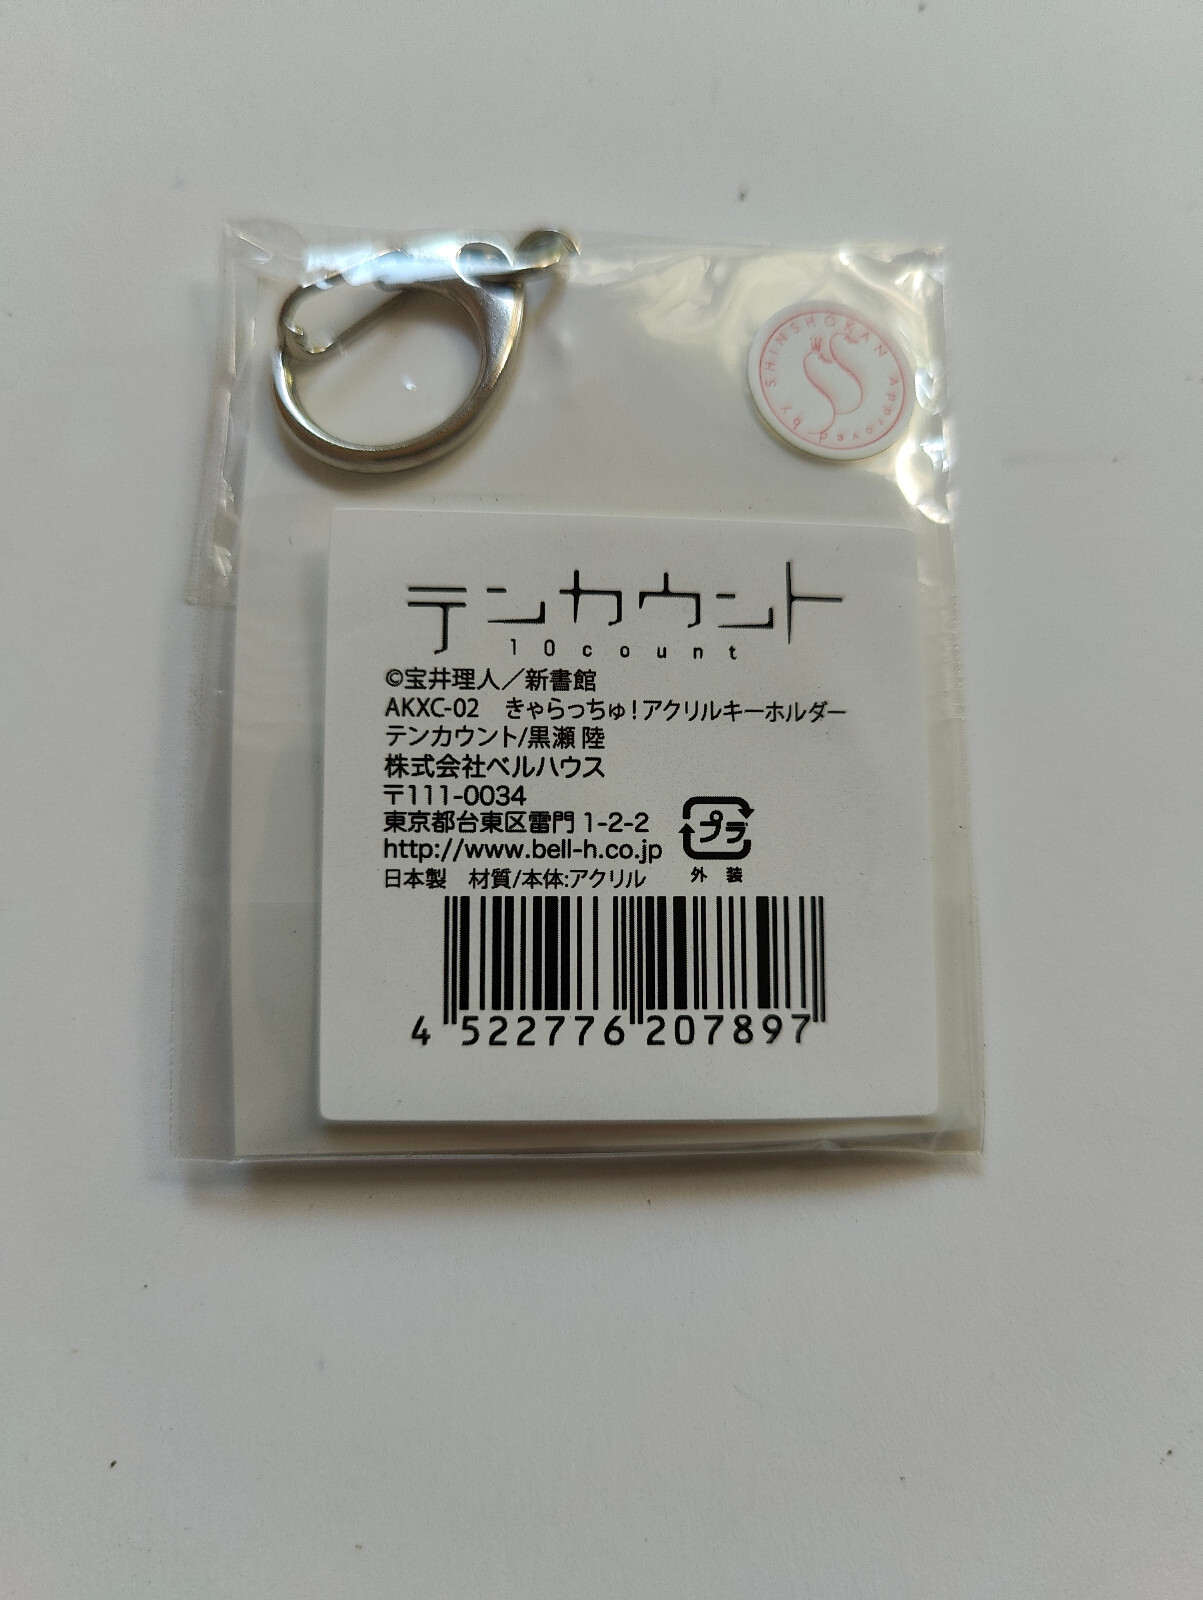 SHINSHOKAN Approved by
テンカウント
10count
©宝井理人／新書館
AKXC-02 きゃらっちゅ！アクリルキーホルダー
テンカウント/黒瀬 陸
株式会社ベルハウス
〒111-0034
東京都台東区雷門 1-2-2
http://www.bell-h.co.jp
プラ
外装
日本製 材質/本体:アクリル
4 522776 207897